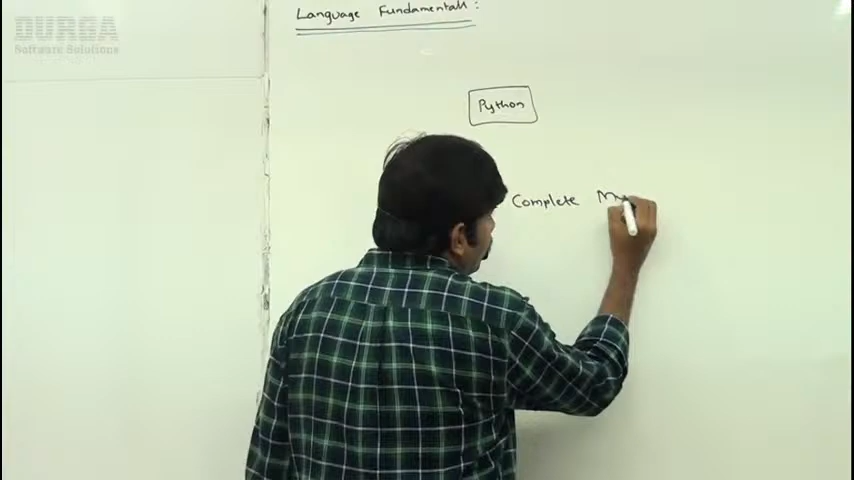 DURGA
Software Solutions
Language Fundamentals :
Python
Complete